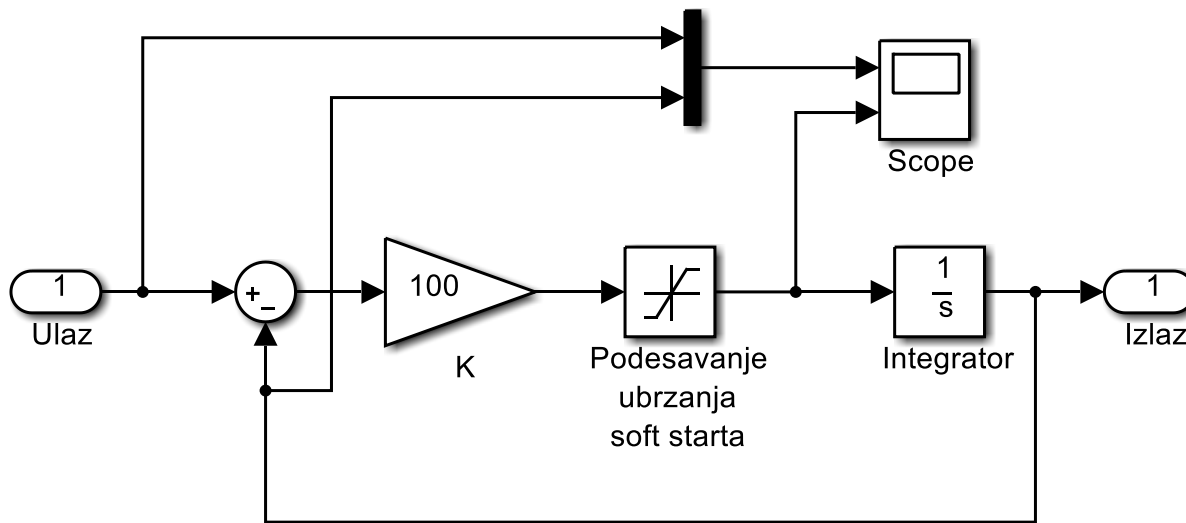 Scope
1
Ulaz
+
−
100
K
Podesavanje
ubrzanja
soft starta
1
s
Integrator
1
Izlaz